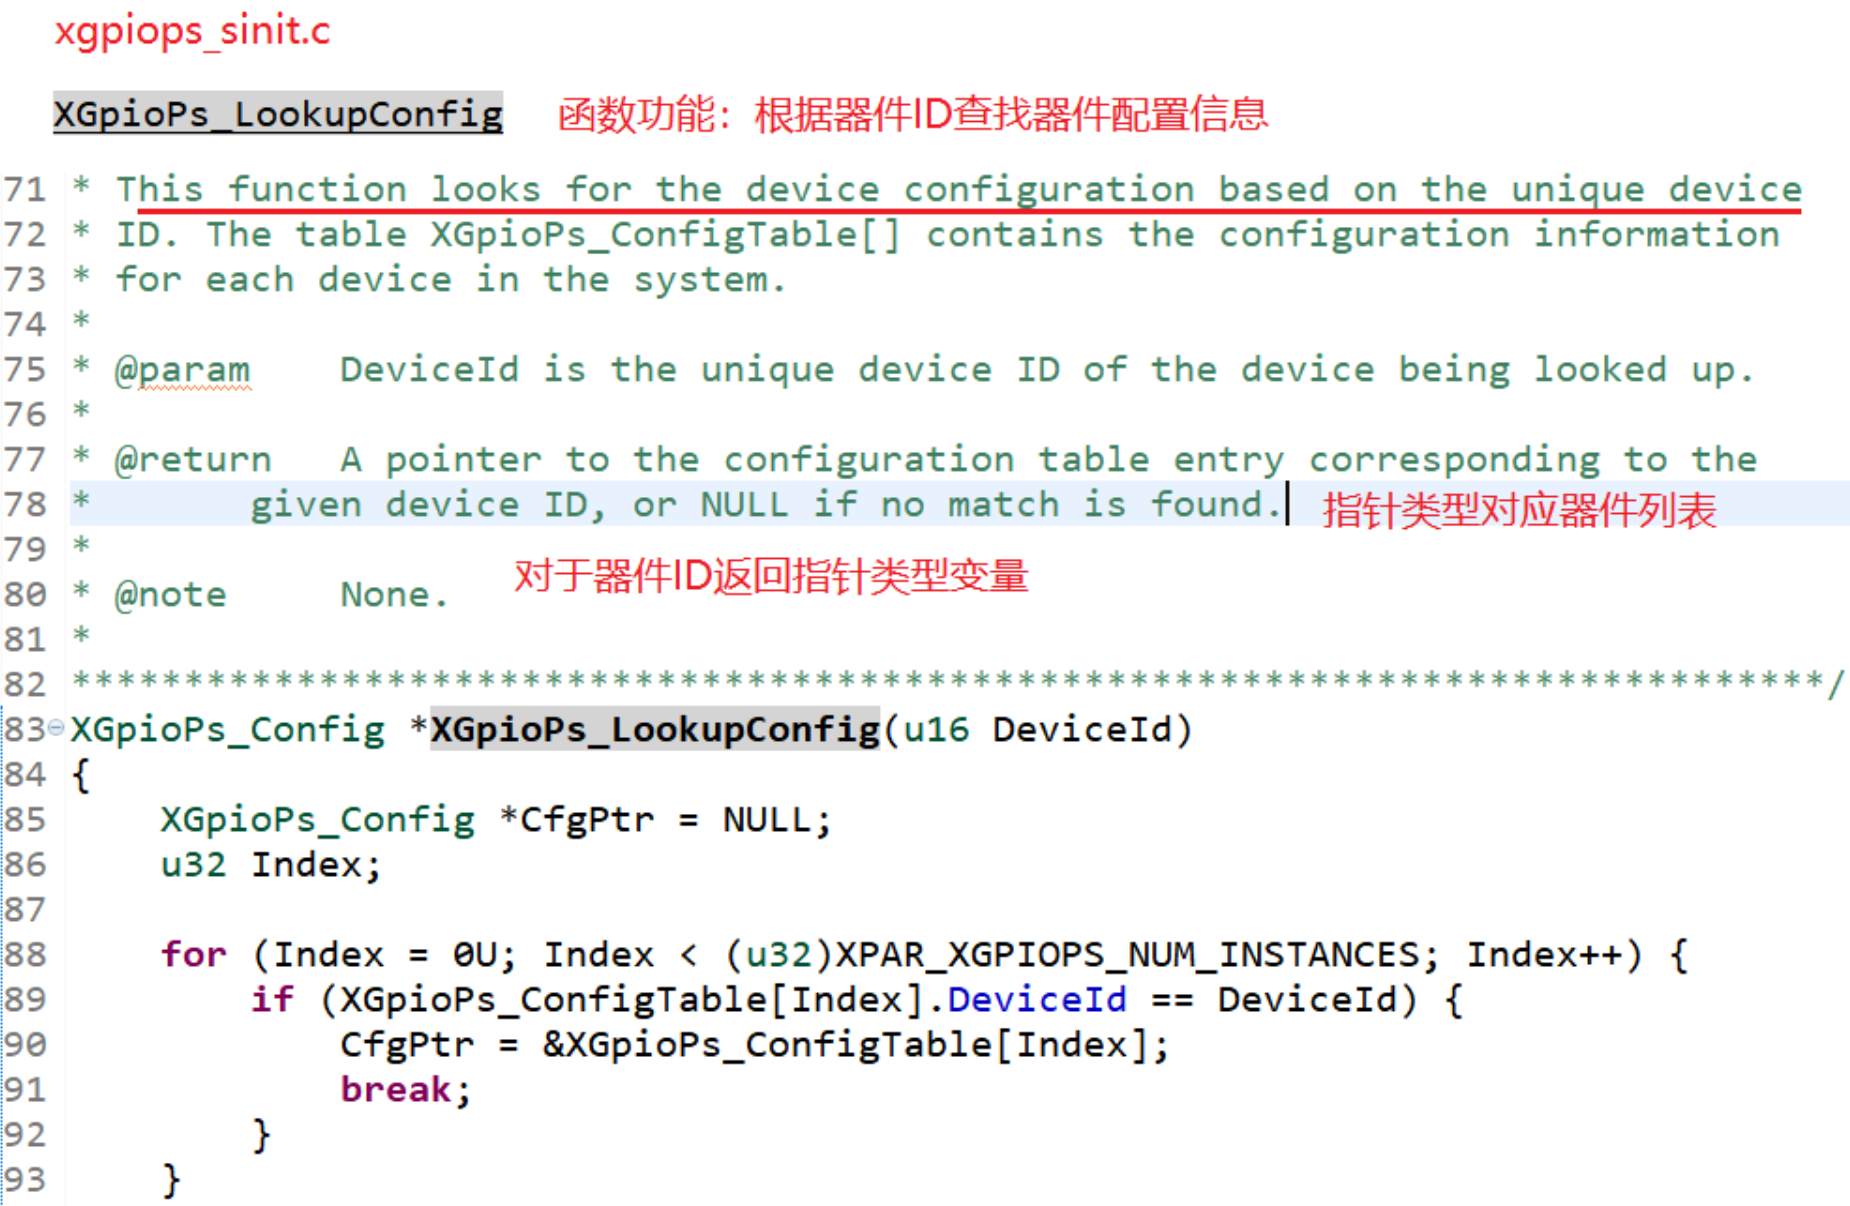 xgpiops_sinit.c
XGpioPs_LookupConfig 函数功能：根据器件ID查找器件配置信息
71 * This function looks for the device configuration based on the unique device
72 * ID. The table XGpioPs_ConfigTable[] contains the configuration information
73 * for each device in the system.
74 *
75 * @param DeviceId is the unique device ID of the device being looked up.
76 *
77 * @return A pointer to the configuration table entry corresponding to the
78 * given device ID, or NULL if no match is found. 指针类型对应器件列表
79 *
对于器件ID返回指针类型变量
80 * @note None.
81 *
82 ******************************************************************************/
83 XGpioPs_Config *XGpioPs_LookupConfig(u16 DeviceId)
84 {
85 XGpioPs_Config *CfgPtr = NULL;
86 u32 Index;
87
88 for (Index = 0U; Index < (u32)XPAR_XGPIOPS_NUM_INSTANCES; Index++) {
89 if (XGpioPs_ConfigTable[Index].DeviceId == DeviceId) {
90 CfgPtr = &XGpioPs_ConfigTable[Index];
91 break;
92 }
93 }